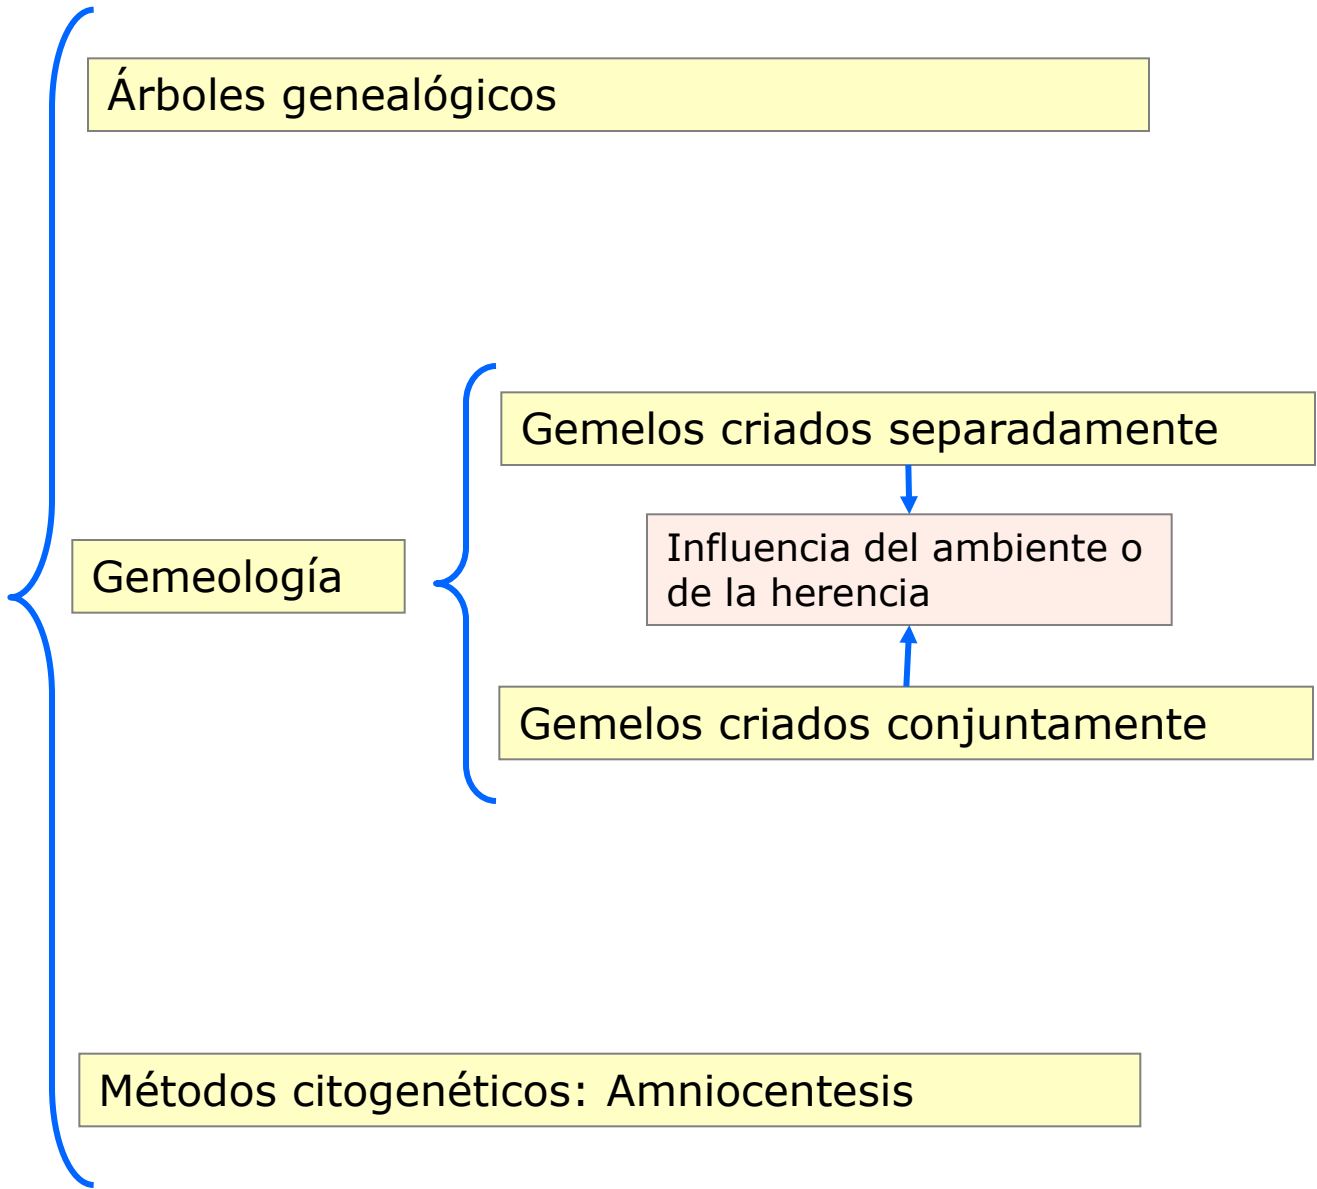 Árboles genealógicos
Gemelos criados separadamente
Influencia del ambiente o
de la herencia
Gemeología
Gemelos criados conjuntamente
Métodos citogenéticos: Amniocentesis